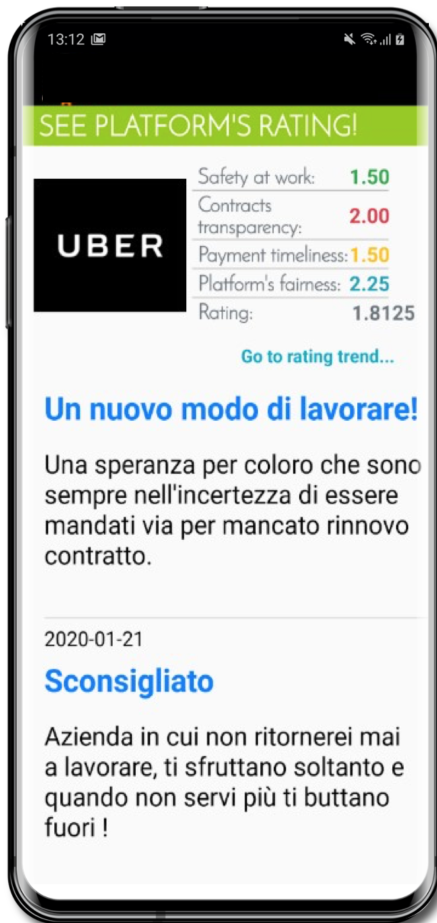 13:12
SEE PLATFORM'S RATING!
UBER
Safety at work: 1.50
Contracts
transparency: 2.00
Payment timeliness: 1.50
Platform's fairness: 2.25
Rating: 1.8125
Go to rating trend...
Un nuovo modo di lavorare!
Una speranza per coloro che sono
sempre nell'incertezza di essere
mandati via per mancato rinnovo
contratto.
2020-01-21
Sconsigliato
Azienda in cui non ritornerei mai
a lavorare, ti sfruttano soltanto e
quando non servi più ti buttano
fuori !